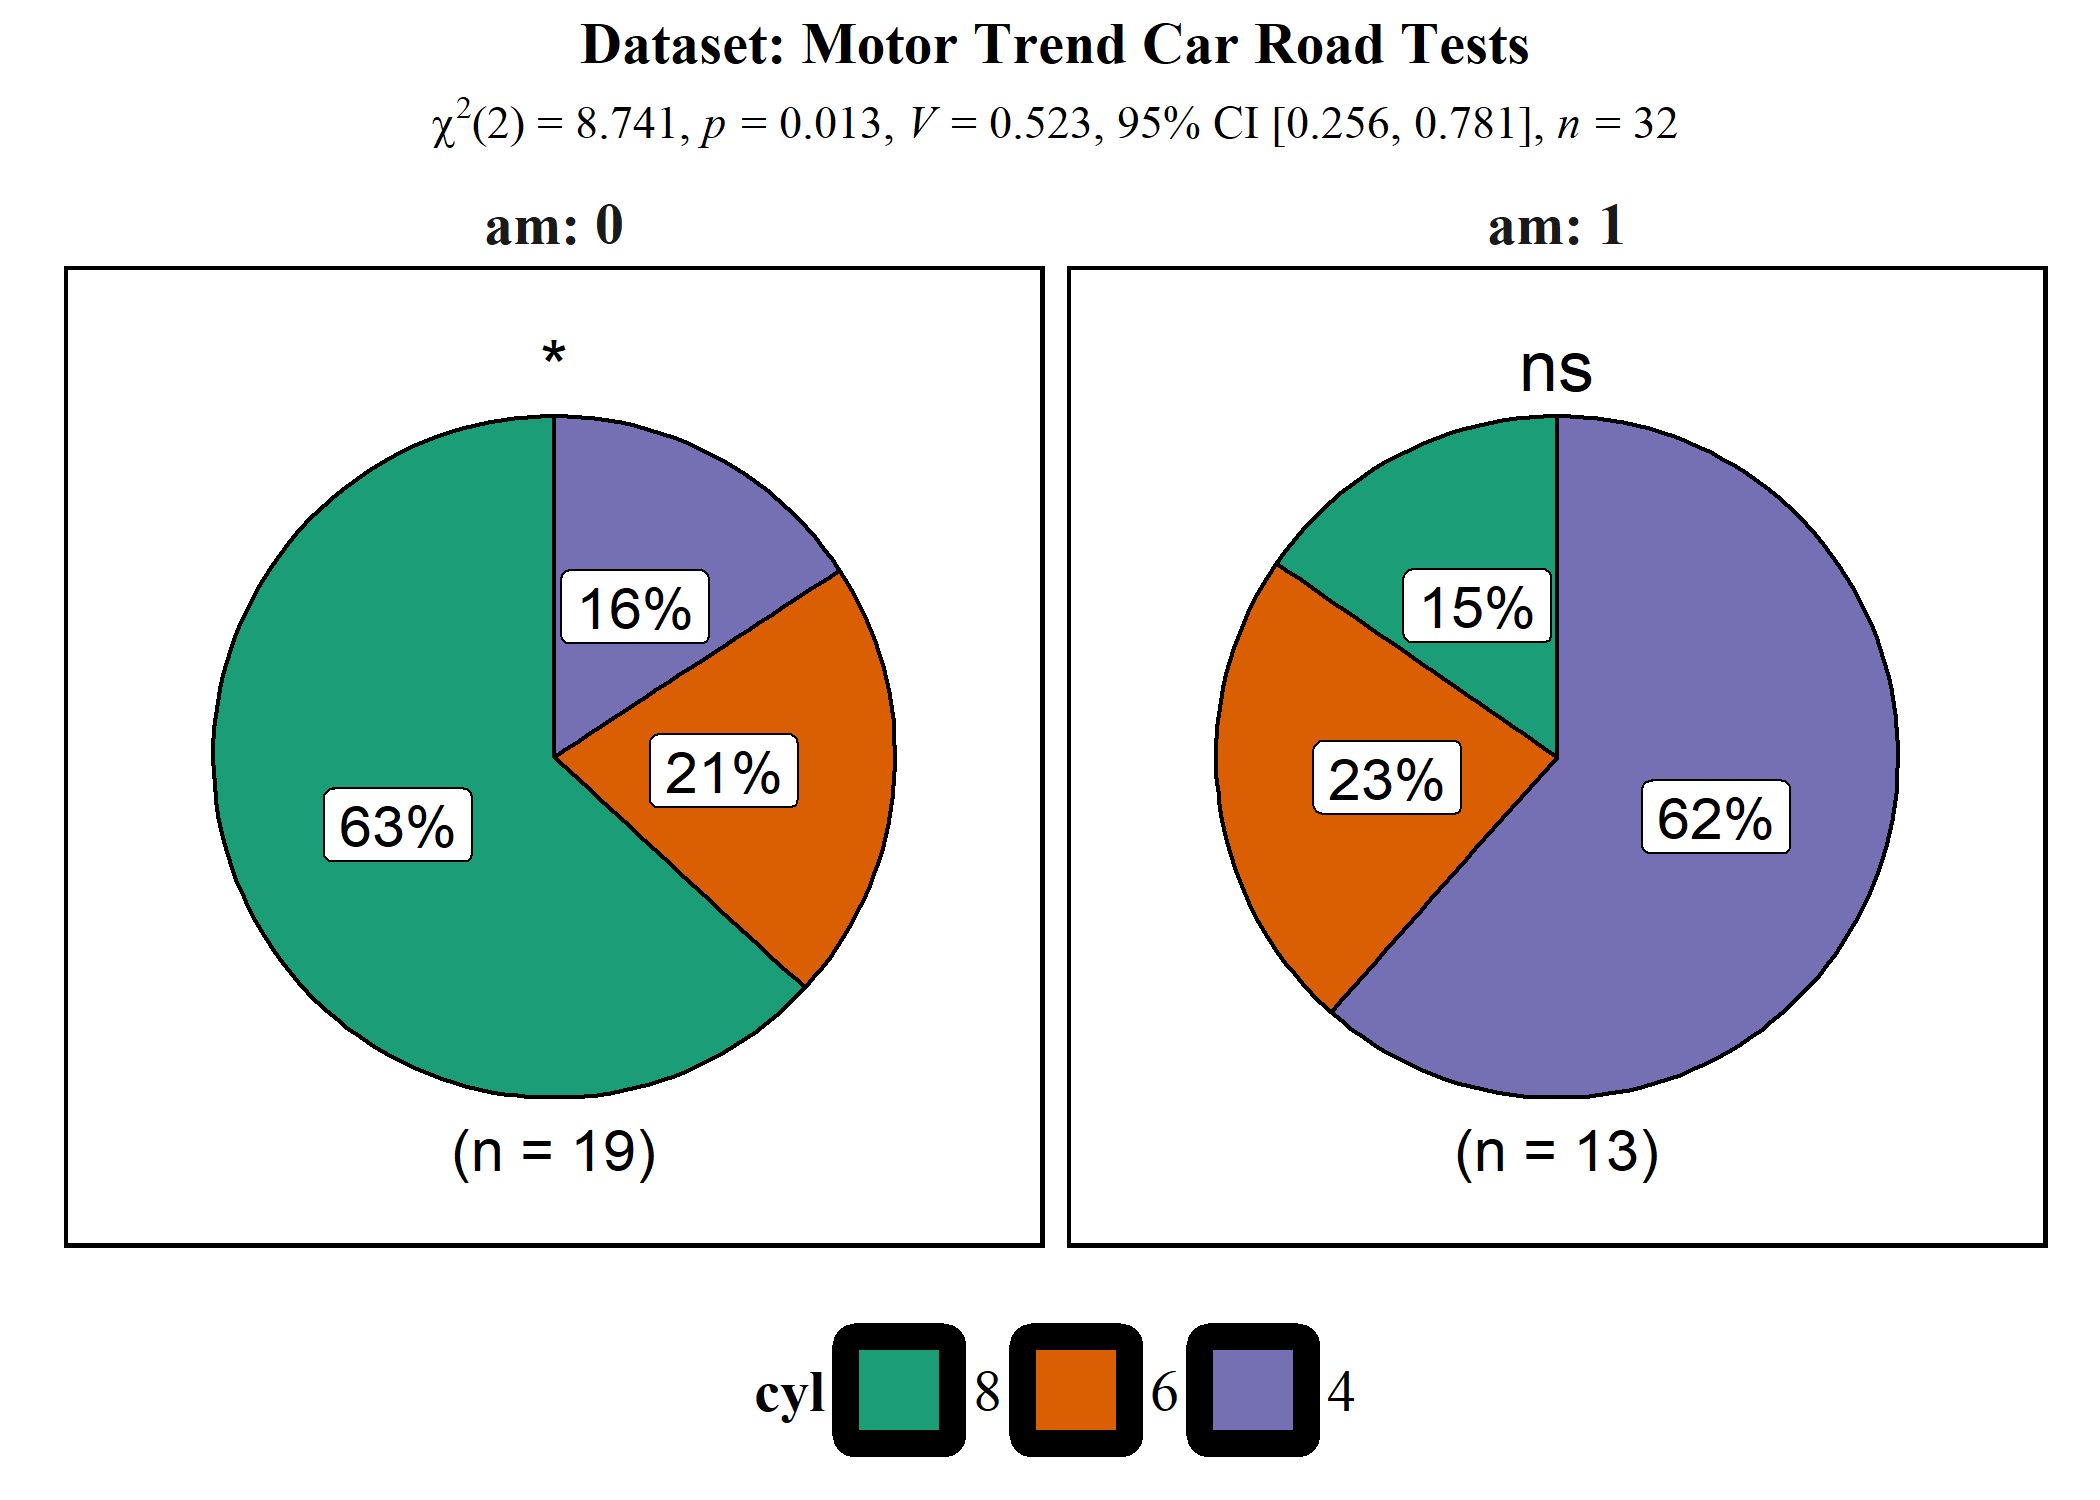 Dataset: Motor Trend Car Road Tests
χ²(2) = 8.741, p = 0.013, V = 0.523, 95% CI [0.256, 0.781], n = 32
am: 0
*
16%
21%
63%
(n = 19)
am: 1
ns
15%
23%
62%
(n = 13)
cyl 8 6 4